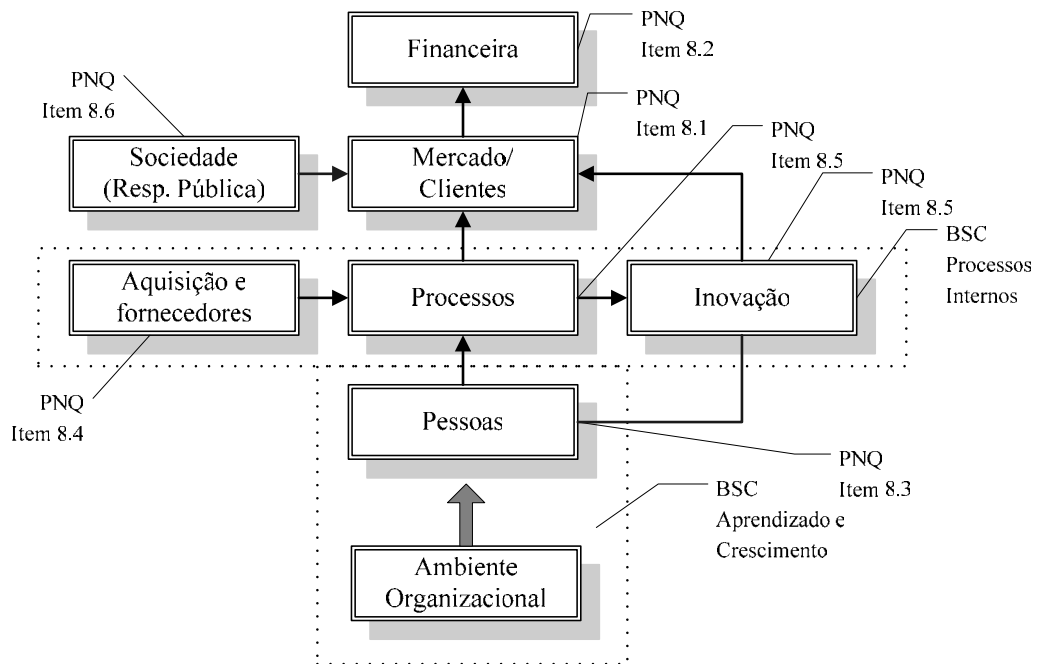 Financeira
PNQ
Item 8.2
PNQ
Item 8.6
PNQ
Item 8.1
Sociedade
(Resp. Pública)
Mercado/
Clientes
PNQ
Item 8.5
PNQ
Item 8.5
BSC
Processos
Internos
Aquisição e
fornecedores
Processos
Inovação
PNQ
Item 8.4
Pessoas
PNQ
Item 8.3
BSC
Aprendizado e
Crescimento
Ambiente
Organizacional